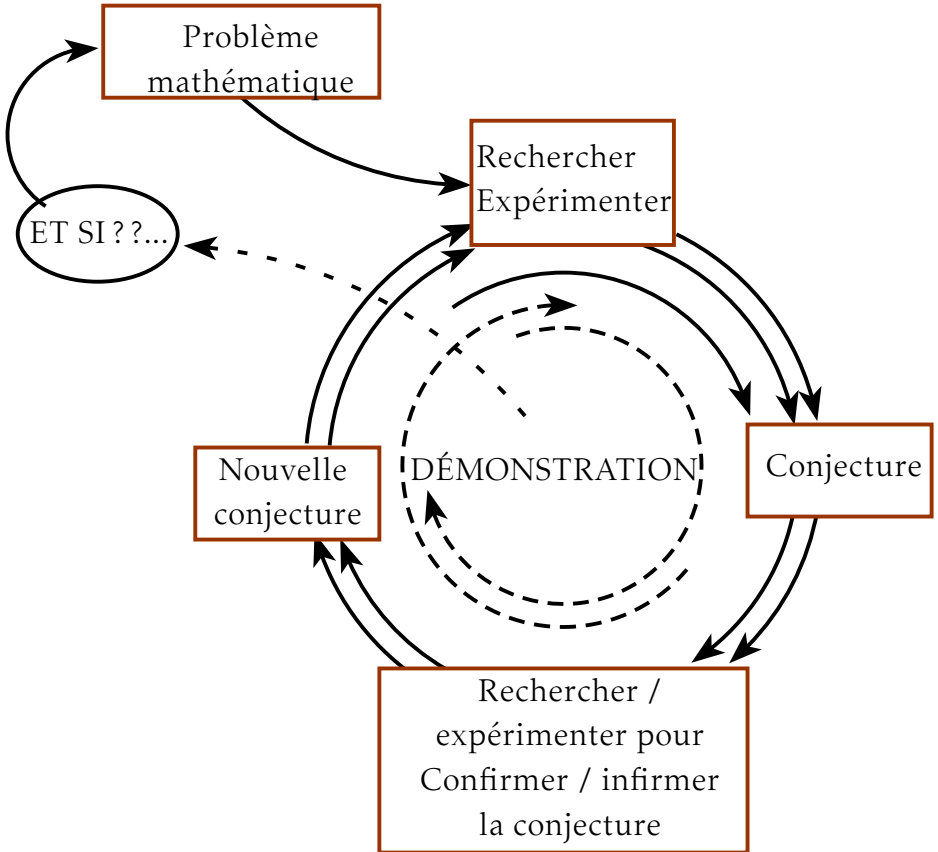 Problème
mathématique
Rechercher
Expérimenter
ET SI ? ?...
Nouvelle
conjecture
DÉMONSTRATION
Conjecture
Rechercher /
expérimenter pour
Confirmer / infirmer
la conjecture